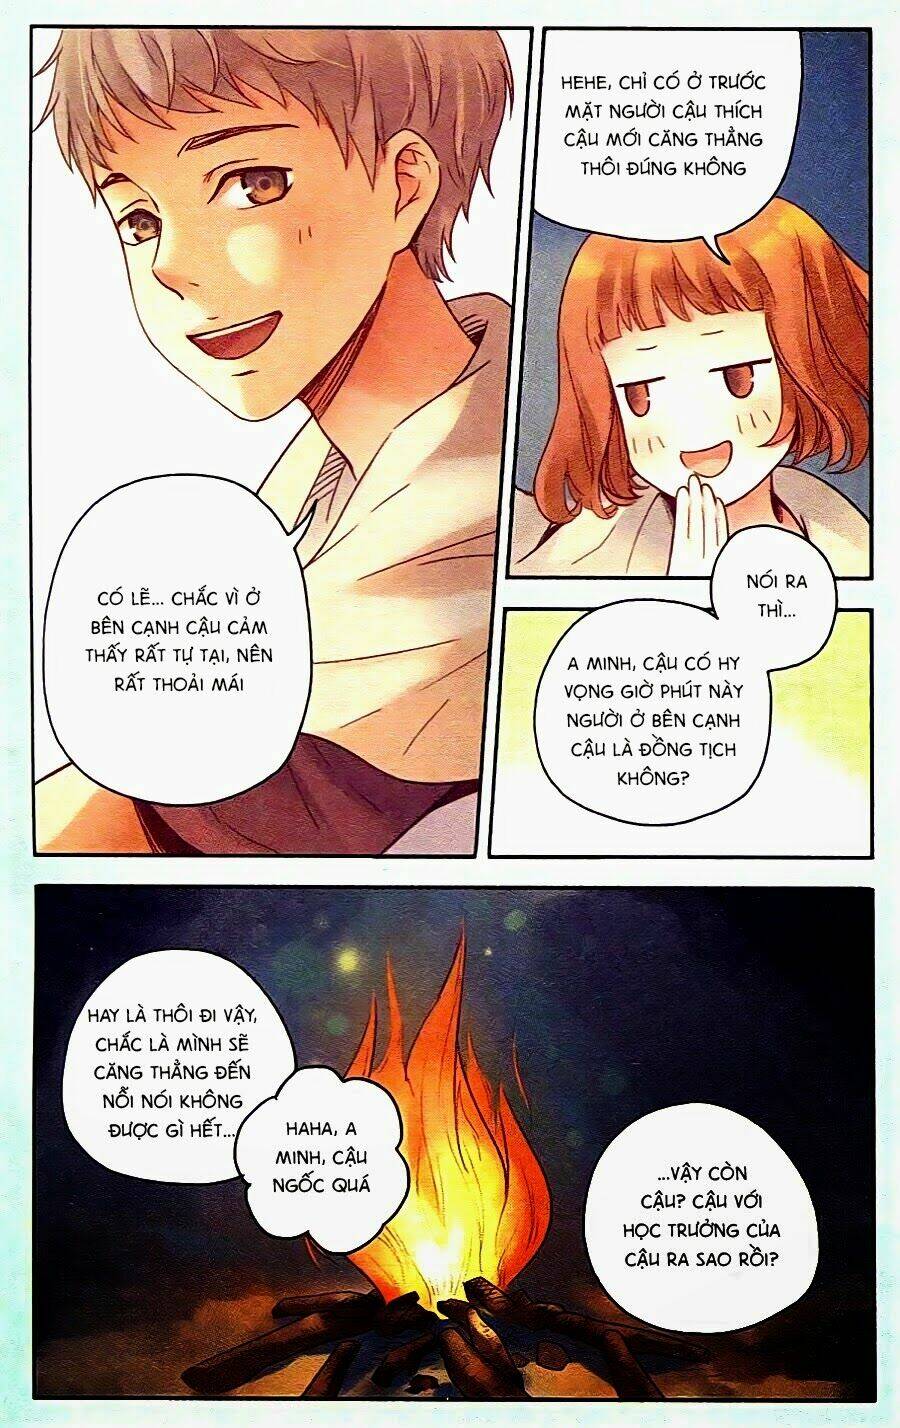 CÓ LẼ... CHẮC VÌ Ở
BÊN CẠNH CẬU CẢM
THẤY RẤT TỰ TẠI, NÊN
RẤT THOẢI MÁI
HEHE, CHỈ CÓ Ở TRƯỚC
MẶT NGƯỜI CẬU THÍCH
CẬU MỚI CĂNG THẲNG
THÔI ĐÚNG KHÔNG
NÓI RA
THÌ...
A MINH, CẬU CÓ HY
VỌNG GIỜ PHÚT NÀY
NGƯỜI Ở BÊN CẠNH
CẬU LÀ ĐỒNG TỊCH
KHÔNG?
HAY LÀ THÔI ĐI VẬY,
CHẮC LÀ MÌNH SẼ
CĂNG THẲNG ĐẾN
NỖI NÓI KHÔNG
ĐƯỢC GÌ HẾT...
HAHA, A
MINH, CẬU
NGỐC QUÁ
...VẬY CÒN
CẬU? CẬU VỚI
HỌC TRƯỞNG CỦA
CẬU RA SAO RỒI?